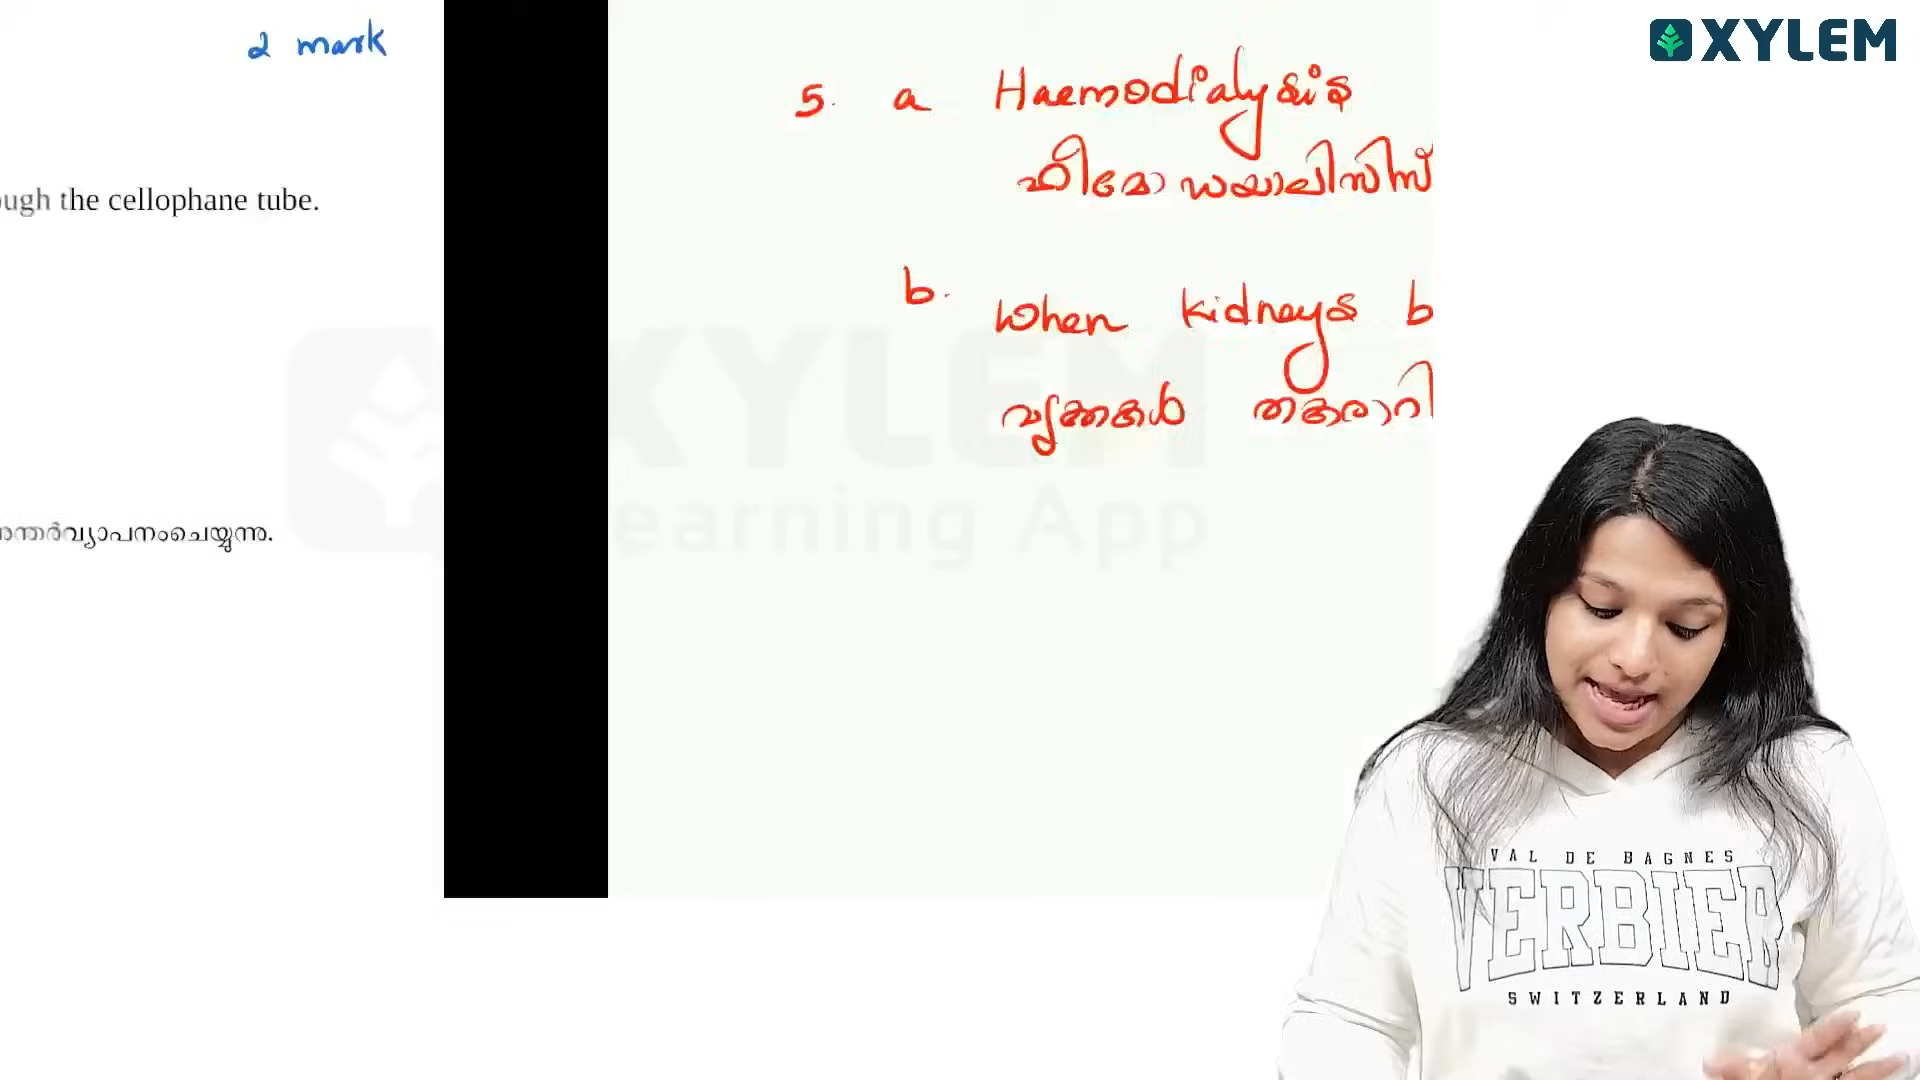 2 mark
XYLEM
5. a Haemodialysis
ഹീമോഡയാലിസിസ്
ough the cellophane tube.
b. When kidneys b
വൃക്കകൾ തകരാറി
XYLEM
Learning App
ന്തർവ്യാപനംചെയ്യുന്നു.
VAL DE BAGNES
VERBIER
SWITZERLAND